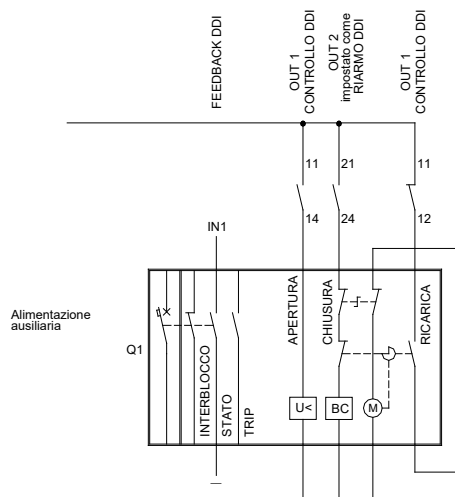 FEEDBACK DDI
OUT 1
CONTROLLO DDI
OUT 2
impostato come
RIARMO DDI
OUT 1
CONTROLLO DDI
11
21
11
14
24
12
IN1
Alimentazione
ausiliaria
Q1
INTERBLOCCO
STATO
TRIP
APERTURA
CHIUSURA
RICARICA
U<
BC
M